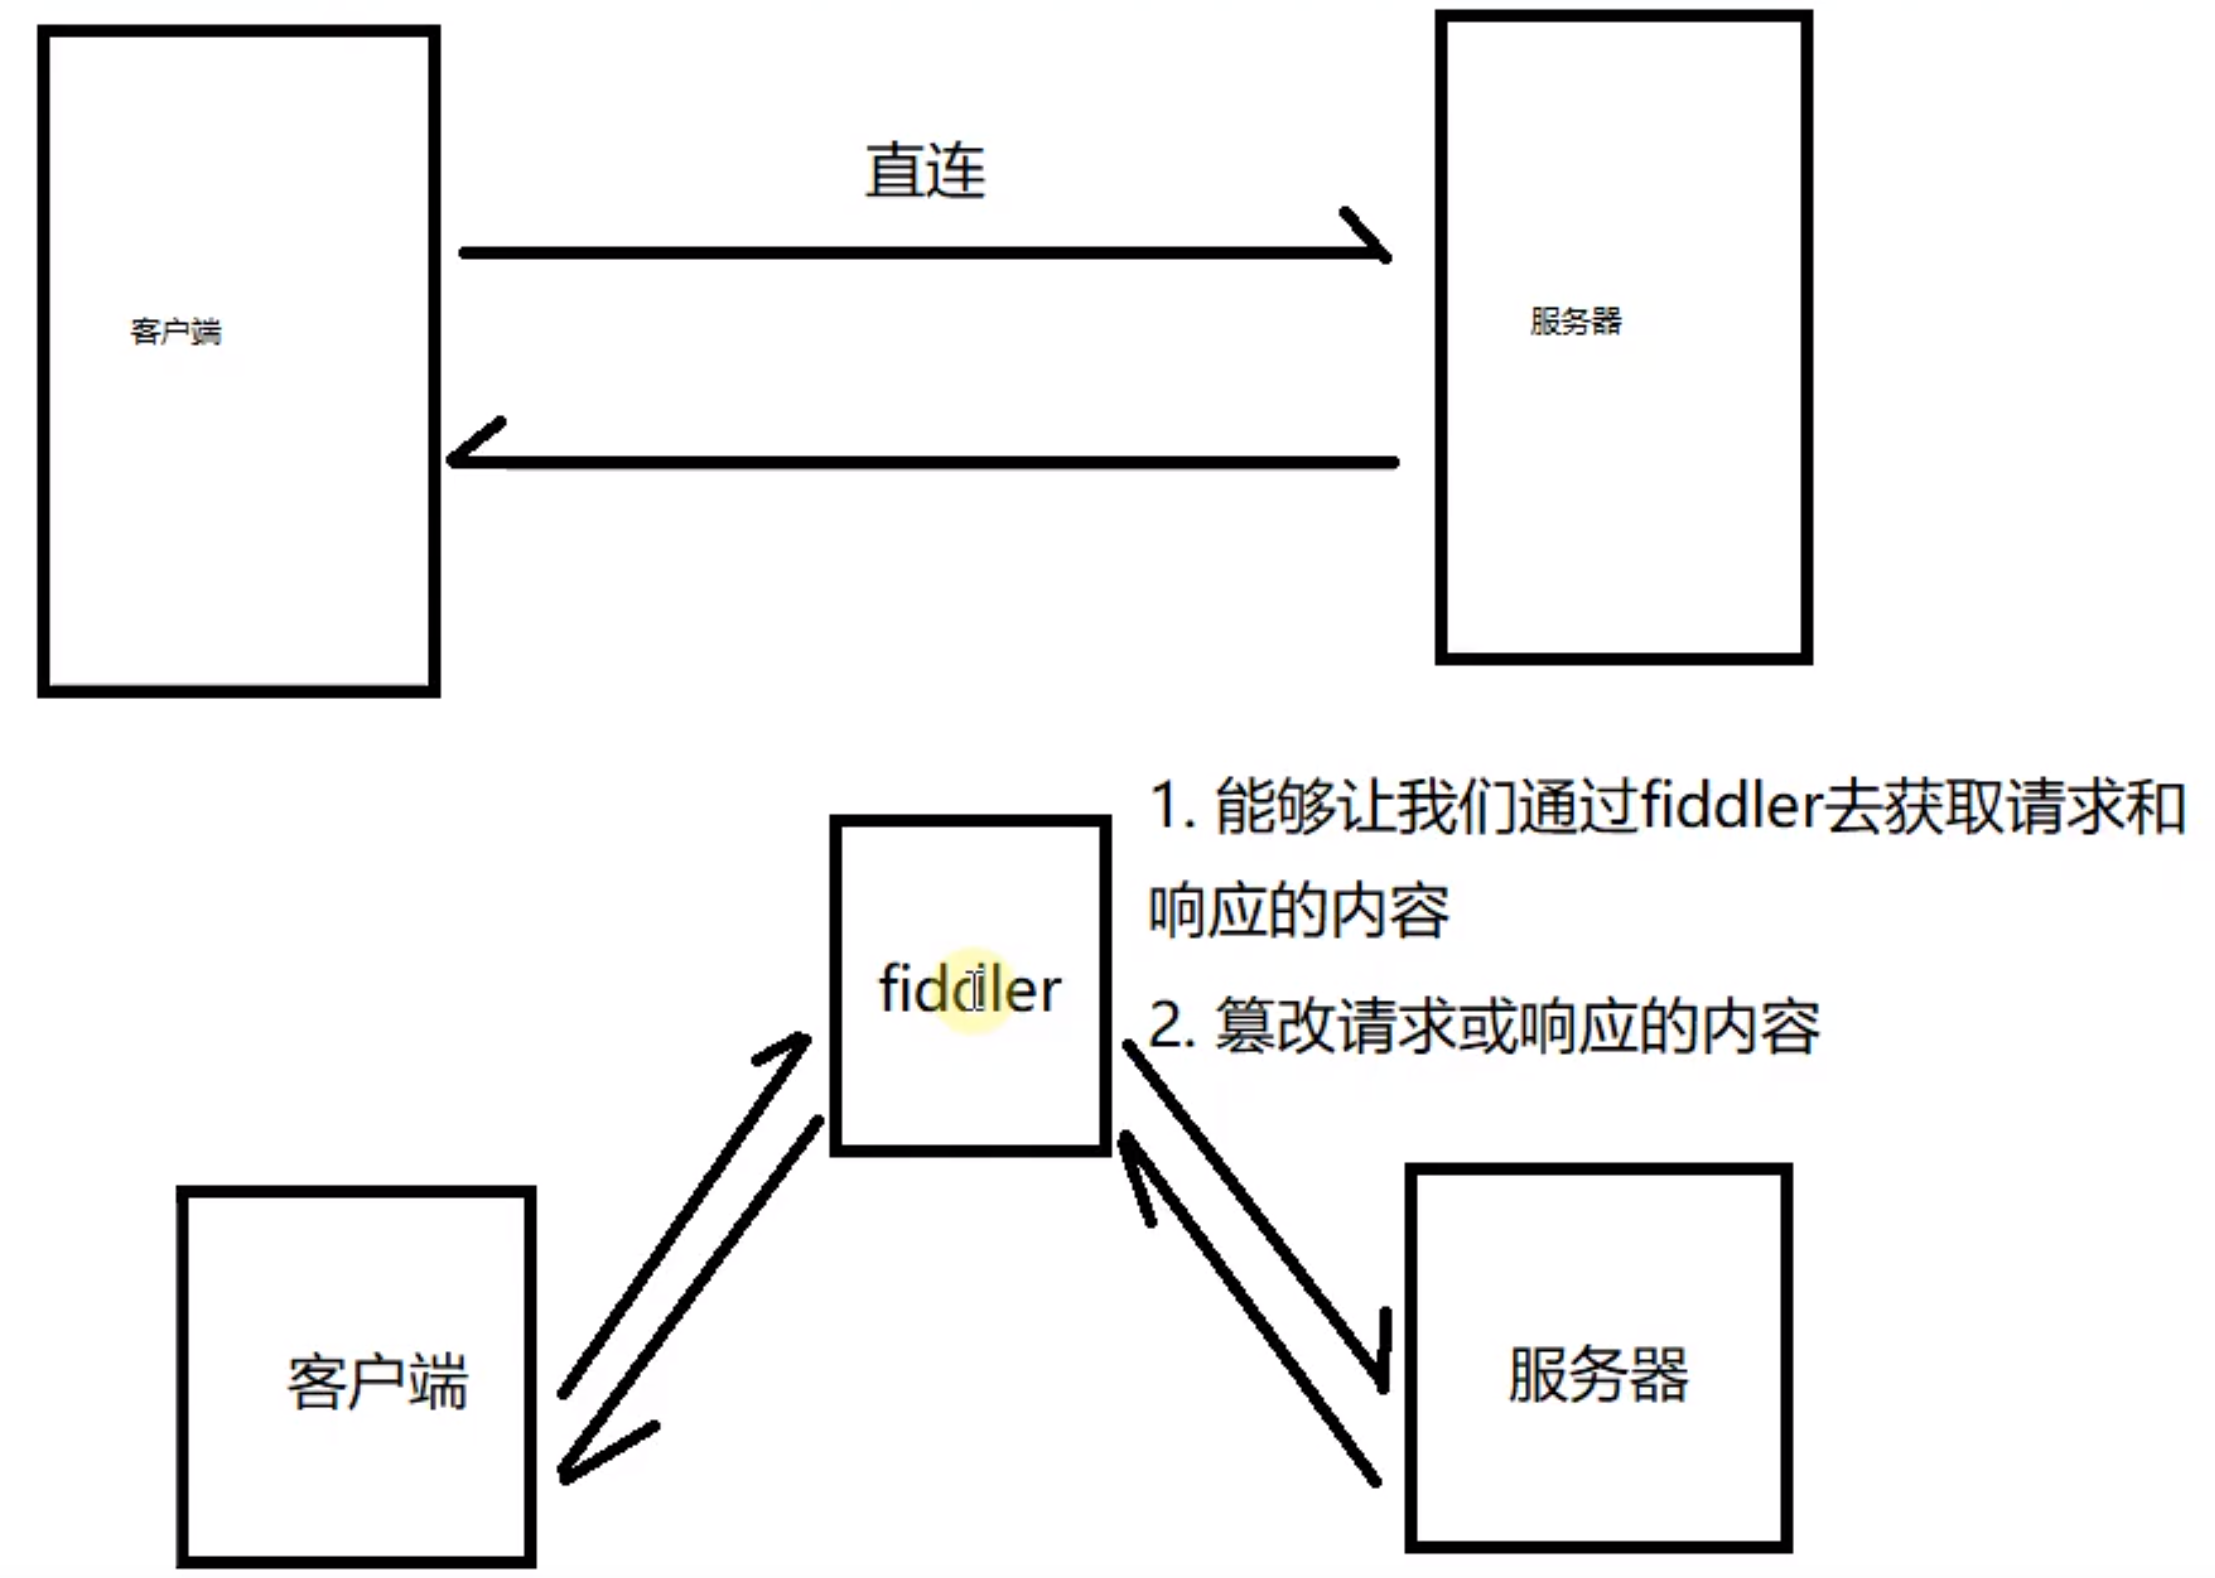 直连
客户端
服务器
1. 能够让我们通过fiddler去获取请求和
响应的内容
fiddler
2. 篡改请求或响应的内容
客户端
服务器